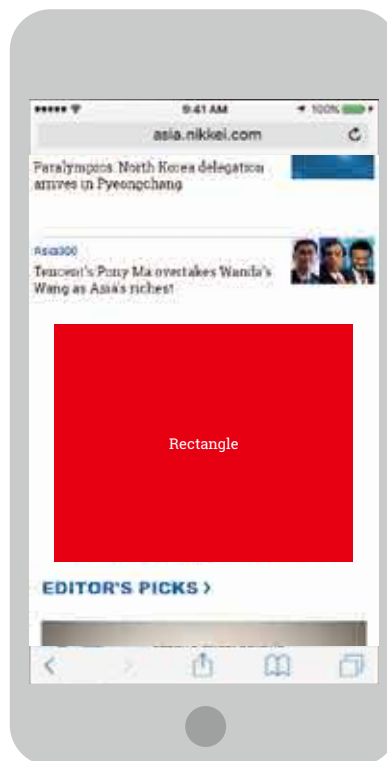 9:41 AM
100%
asia.nikkei.com
Paralympics: North Korea delegation
arrives in Pyeongchang
Asia300
Tencent's Pony Ma overtakes Wanda's
Wang as Asia's richest
Rectangle
EDITOR'S PICKS >